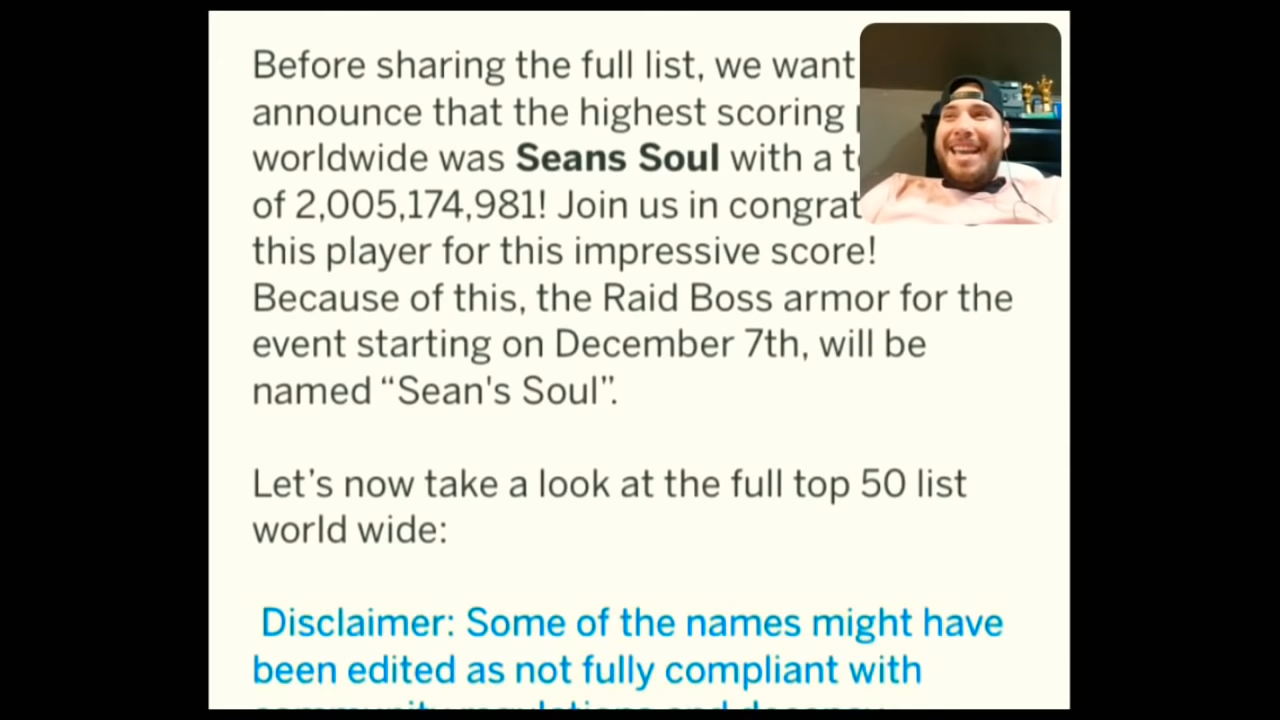 Before sharing the full list, we want
announce that the highest scoring
worldwide was Seans Soul with a
of 2,005,174,981! Join us in congrat
this player for this impressive score!
Because of this, the Raid Boss armor for the
event starting on December 7th, will be
named “Sean's Soul”.
Let’s now take a look at the full top 50 list
world wide:
Disclaimer: Some of the names might have
been edited as not fully compliant with